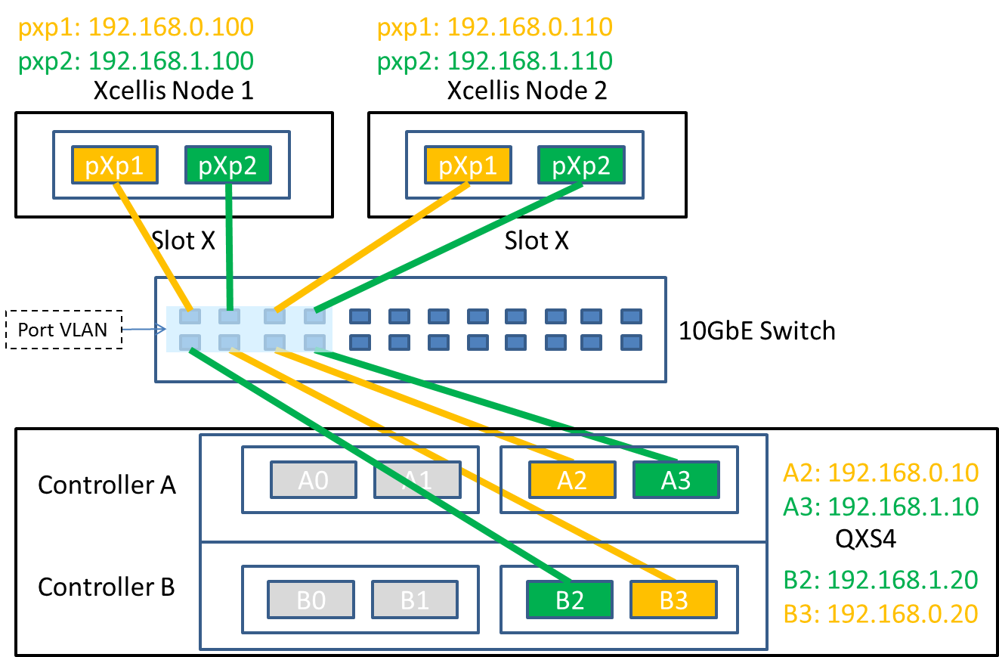 pxp1: 192.168.0.100
pxp2: 192.168.1.100
Xcellis Node 1
pxp1: 192.168.0.110
pxp2: 192.168.1.110
Xcellis Node 2
pXp1
pXp2
pXp1
pXp2
Slot X
Slot X
Port VLAN
10GbE Switch
Controller A
A0
A1
A2
A3
A2: 192.168.0.10
A3: 192.168.1.10
QXS4
Controller B
B0
B1
B2
B3
B2: 192.168.1.20
B3: 192.168.0.20